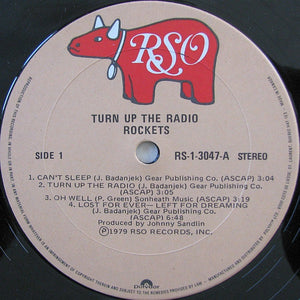 RSO
TURN UP THE RADIO
ROCKETS
SIDE 1
RS-1-3047-A STEREO
1. CAN'T SLEEP (J. Badanjek) Gear Publishing Co. (ASCAP) 3:04
2. TURN UP THE RADIO (J. Badanjek) Gear Publishing Co.
(ASCAP) 3:05
3. OH WELL (P. Green) Sonheath Music (ASCAP) 3:19
4. LOST FOR EVER—LEFT FOR DREAMING
(J. Badanjek) Gear Publishing Co.
(ASCAP) 6:48
Produced by Johnny Sandlin
©1979 RSO RECORDS, INC.
Polydor